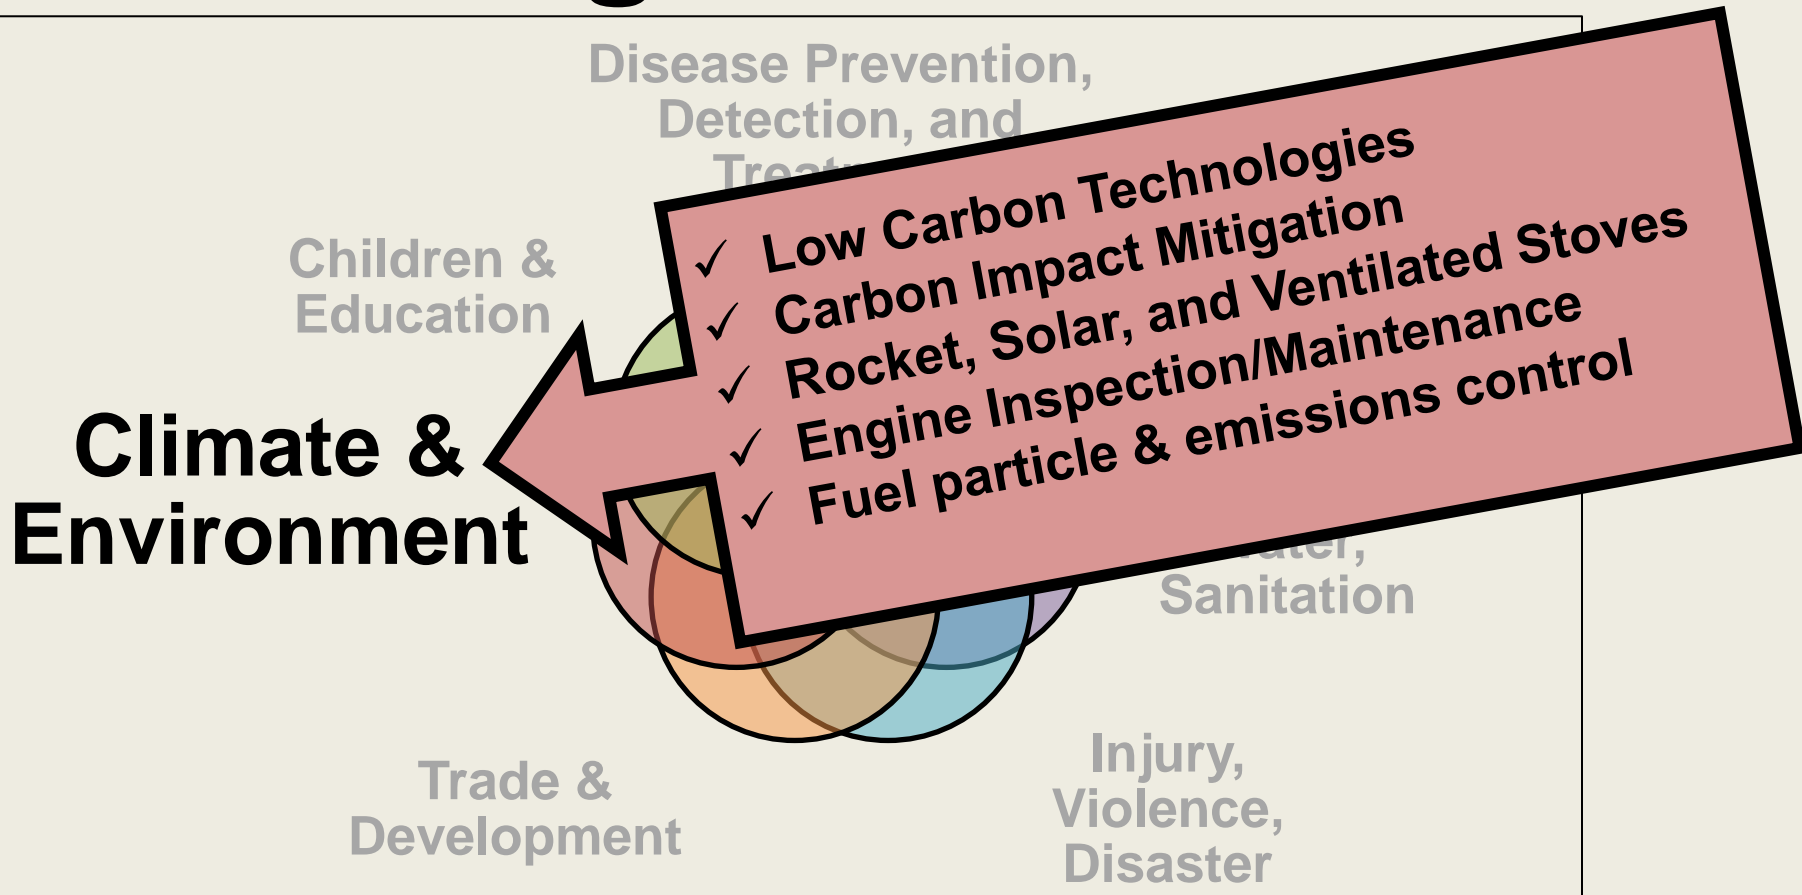 Disease Prevention,
Detection, and
Children &
Education
✓ Low Carbon Technologies
✓ Carbon Impact Mitigation
✓ Rocket, Solar, and Ventilated Stoves
✓ Engine Inspection/Maintenance
✓ Fuel particle & emissions control
Climate &
Environment
Sanitation
Trade &
Development
Injury,
Violence,
Disaster